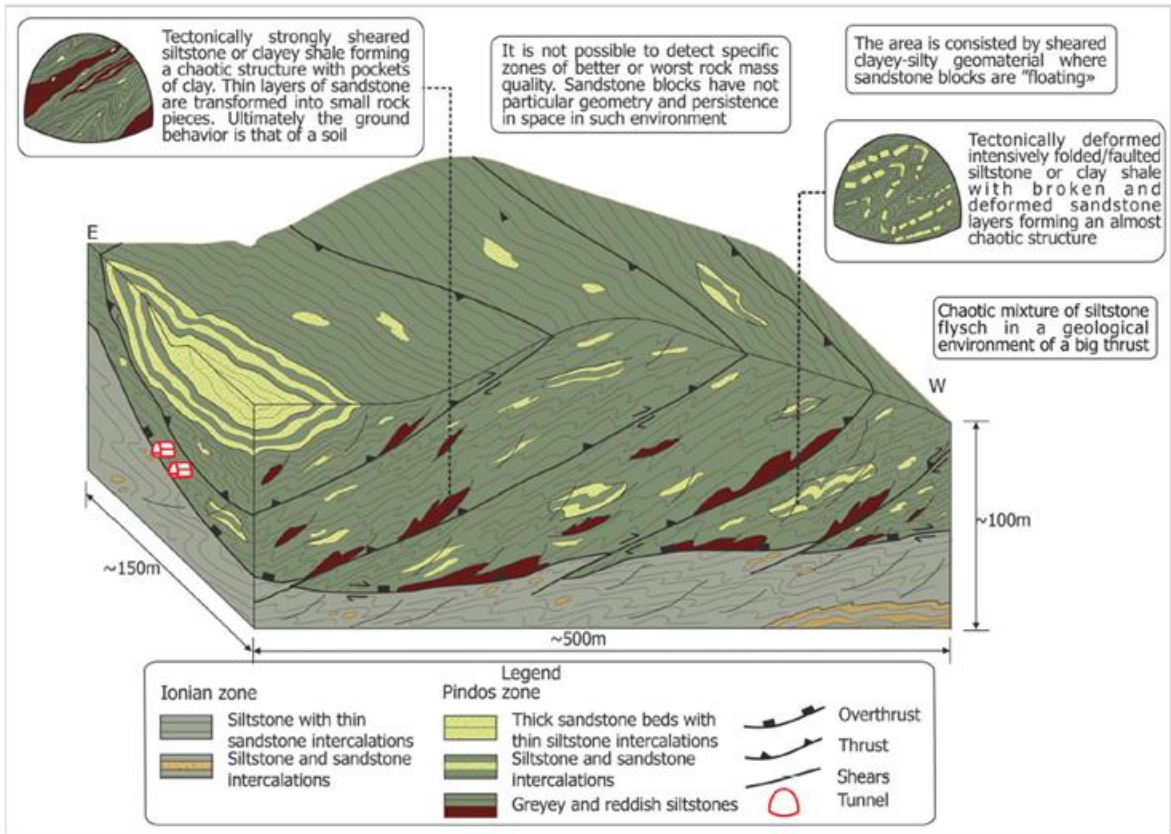 Tectonically strongly sheared
siltstone or clayey shale forming
a chaotic structure with pockets
of clay. Thin layers of sandstone
are transformed into small rock
pieces. Ultimately the ground
behavior is that of a soil
It is not possible to detect specific
zones of better or worst rock mass
quality. Sandstone blocks have not
particular geometry and persistence
in space in such environment
The area is consisted by sheared
clayey-silty geomaterial where
sandstone blocks are "floating»
Tectonically deformed
intensively folded/faulted
siltstone or clay shale
with broken and
deformed sandstone
layers forming an almost
chaotic structure
Chaotic mixture of siltstone
flysch in a geological
environment of a big thrust
E
W
~100m
~150m
~500m
Legend
Ionian zone
Siltstone with thin
sandstone intercalations
Siltstone and sandstone
intercalations
Pindos zone
Thick sandstone beds with
thin siltstone intercalations
Siltstone and sandstone
intercalations
Greyey and reddish siltstones
Overthrust
Thrust
Shears
Tunnel